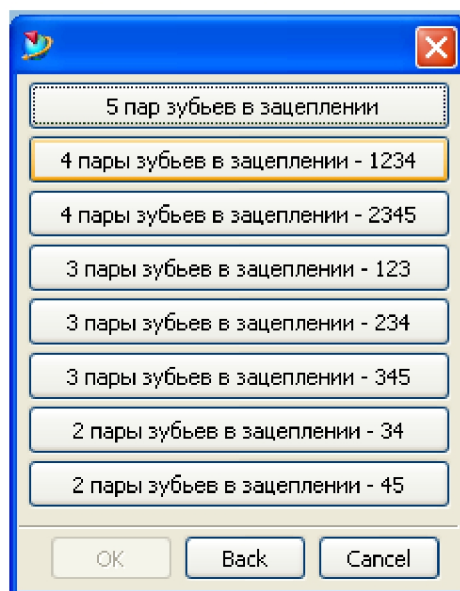 5 пар зубьев в зацеплении
4 пары зубьев в зацеплении - 1234
4 пары зубьев в зацеплении - 2345
3 пары зубьев в зацеплении - 123
3 пары зубьев в зацеплении - 234
3 пары зубьев в зацеплении - 345
2 пары зубьев в зацеплении - 34
2 пары зубьев в зацеплении - 45
OK Back Cancel